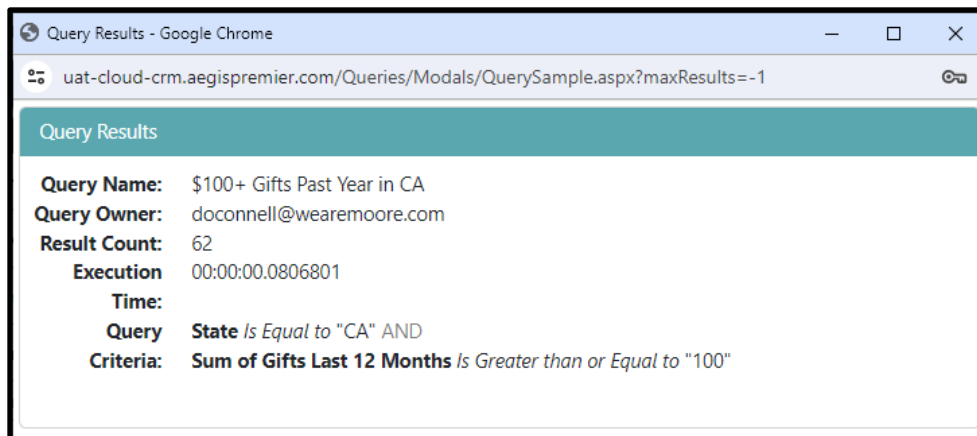 Query Results - Google Chrome
uat-cloud-crm.aegispremier.com/Queries/Modals/QuerySample.aspx?maxResults=-1
Query Results
Query Name: $100+ Gifts Past Year in CA
Query Owner: doconnell@wearemoore.com
Result Count: 62
Execution 00:00:00.0806801
Time:
Query State Is Equal to "CA" AND
Criteria: Sum of Gifts Last 12 Months Is Greater than or Equal to "100"